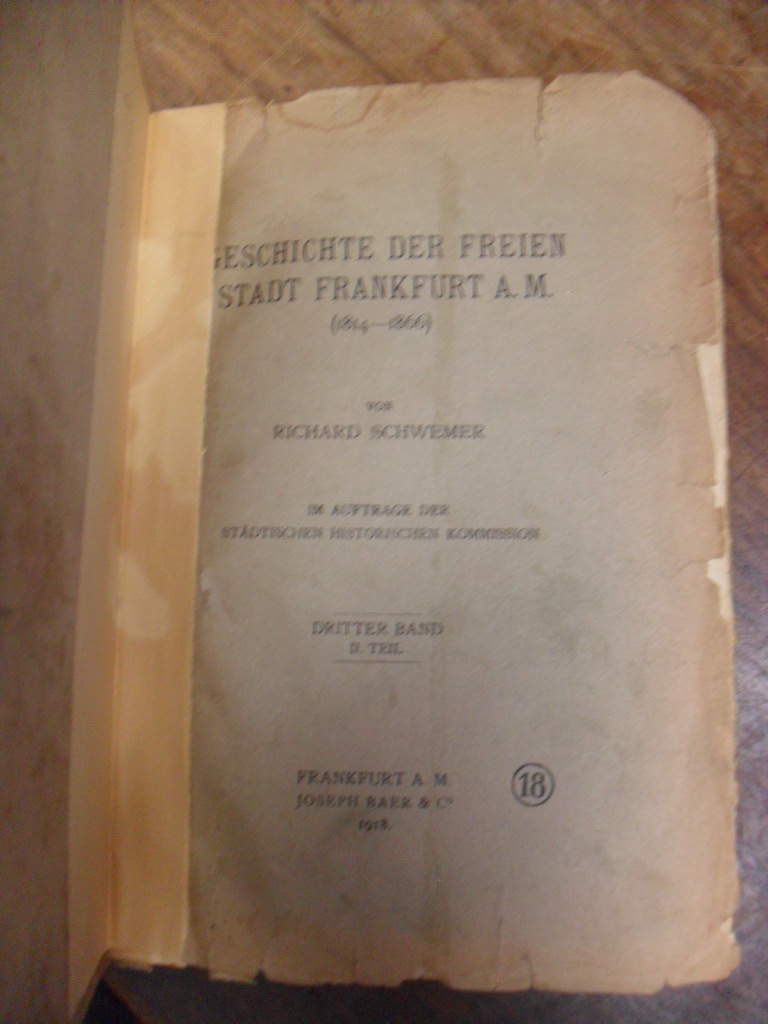 GESCHICHTE DER FREIEN
STADT FRANKFURT A. M.
(1814—1866)
VON
RICHARD SCHWEMER
IM AUFTRAGE DER
STÄDTISCHEN HISTORISCHEN KOMMISSION
DRITTER BAND
II. TEIL
FRANKFURT A. M.
JOSEPH BAER & Cº
1918.
18